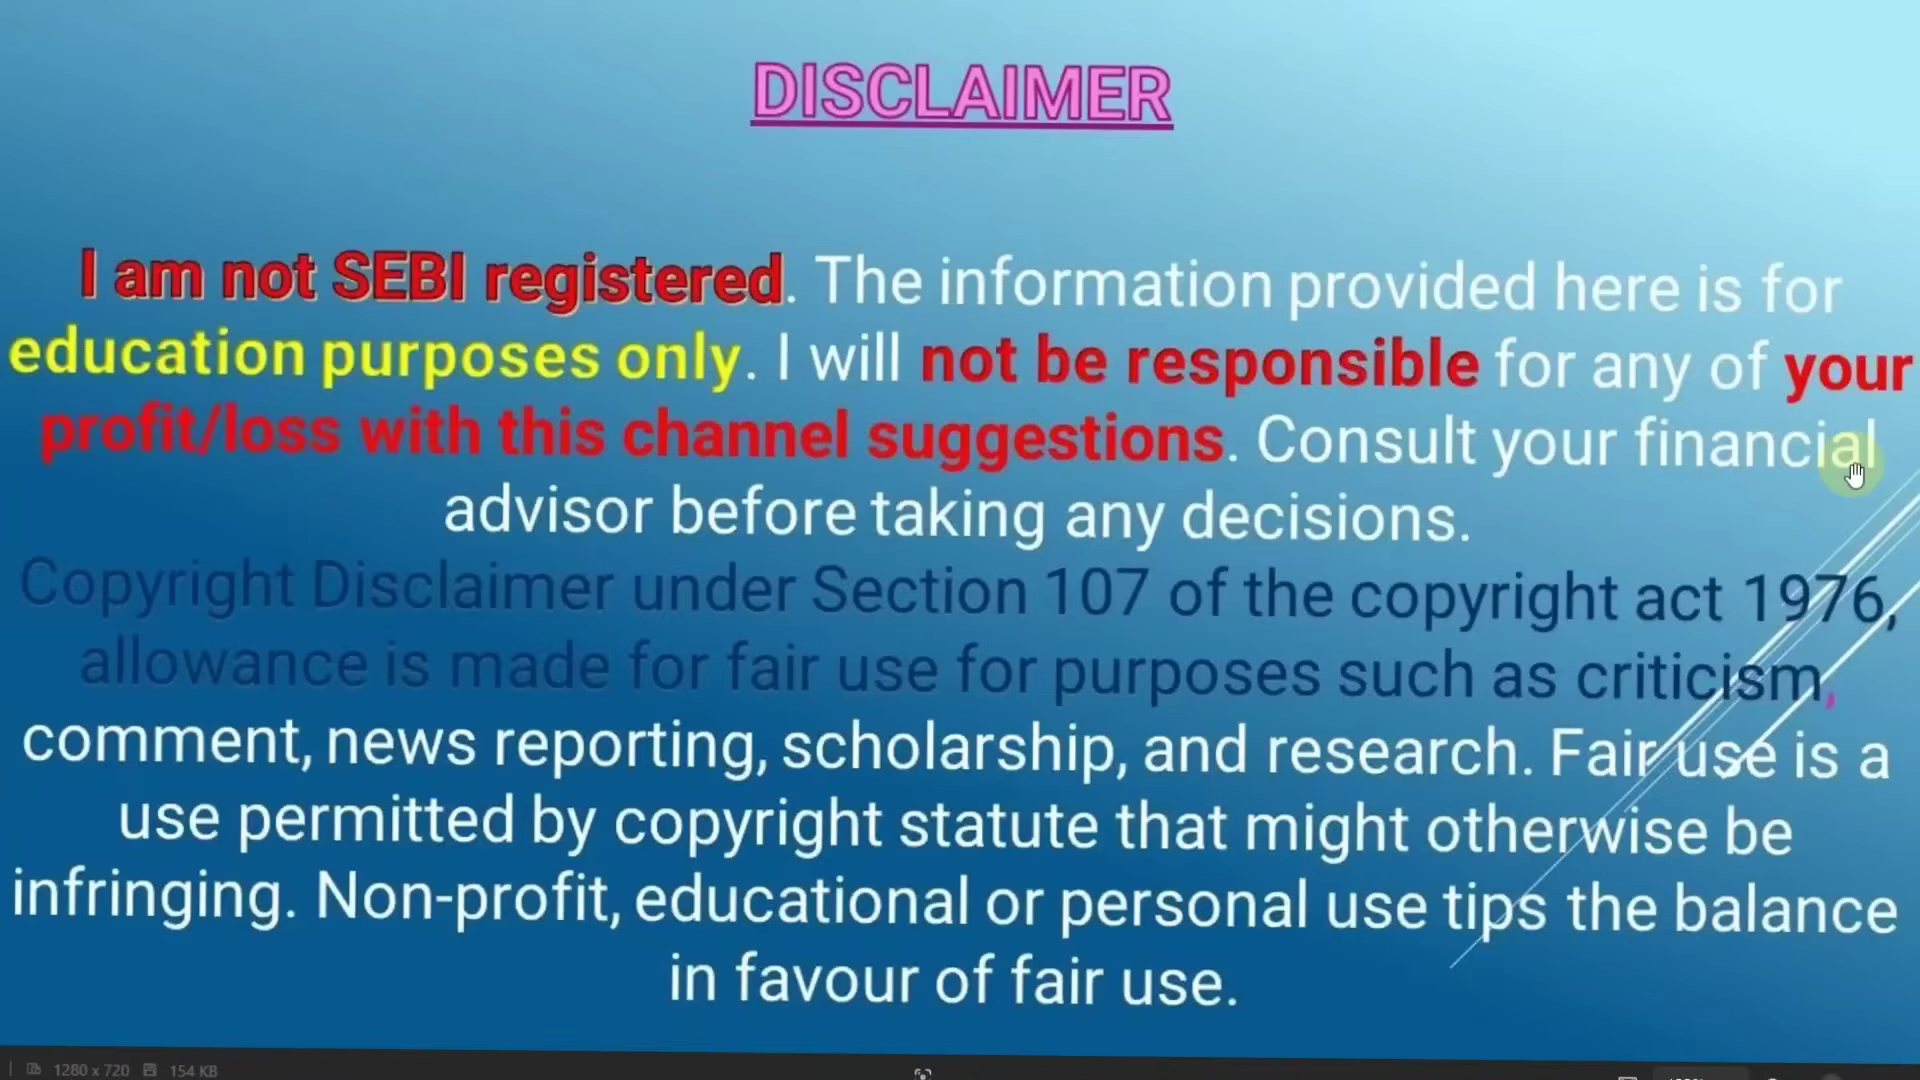 DISCLAIMER
I am not SEBI registered. The information provided here is for
education purposes only. I will not be responsible for any of your
profit/loss with this channel suggestions. Consult your financial
advisor before taking any decisions.
Copyright Disclaimer under Section 107 of the copyright act 1976,
allowance is made for fair use for purposes such as criticism,
comment, news reporting, scholarship, and research. Fair use is a
use permitted by copyright statute that might otherwise be
infringing. Non-profit, educational or personal use tips the balance
in favour of fair use.
1280 x 720 154 KB